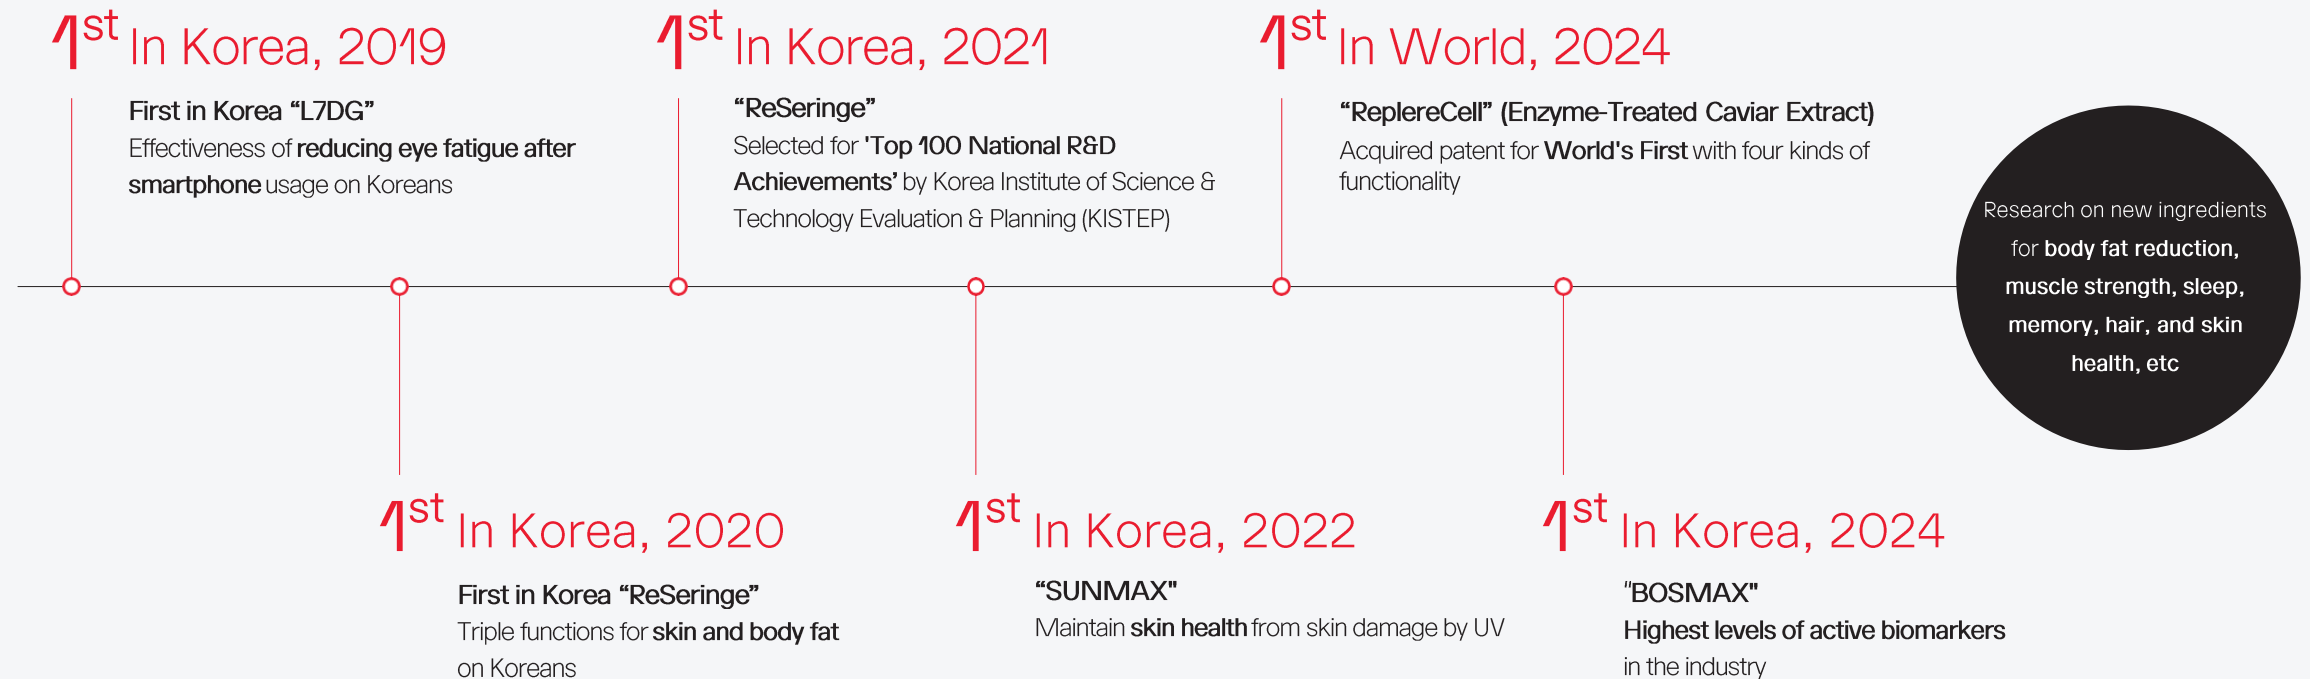 1st In Korea, 2019
First in Korea “L7DG”
Effectiveness of reducing eye fatigue after
smartphone usage on Koreans
1st In Korea, 2021
“ReSeringe”
Selected for 'Top 100 National R&D
Achievements’ by Korea Institute of Science &
Technology Evaluation & Planning (KISTEP)
1st In World, 2024
“ReplereCell” (Enzyme-Treated Caviar Extract)
Acquired patent for World's First with four kinds of
functionality
Research on new ingredients
for body fat reduction,
muscle strength, sleep,
memory, hair, and skin
health, etc
1st In Korea, 2020
First in Korea “ReSeringe”
Triple functions for skin and body fat
on Koreans
1st In Korea, 2022
“SUNMAX"
Maintain skin health from skin damage by UV
1st In Korea, 2024
"BOSMAX"
Highest levels of active biomarkers
in the industry